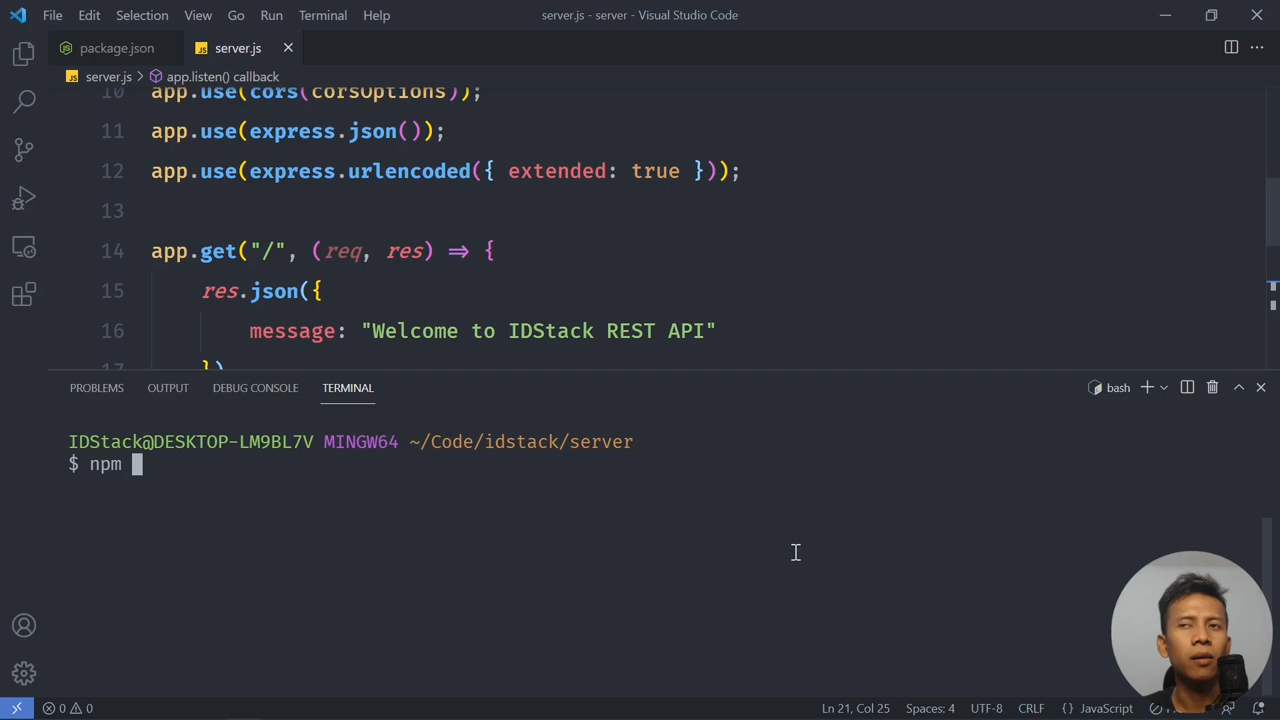 File Edit Selection View Go Run Terminal Help server.js - server - Visual Studio Code
package.json JS server.js
JS server.js > app.listen() callback
10 app.use(cors(corsOptions));
11 app.use(express.json());
12 app.use(express.urlencoded({ extended: true }));
13
14 app.get("/", (req, res) => {
15 res.json({
16 message: "Welcome to IDStack REST API"
17 })
PROBLEMS OUTPUT DEBUG CONSOLE TERMINAL bash
IDStack@DESKTOP-LM9BL7V MINGW64 ~/Code/idstack/server
$ npm
0 0 Ln 21, Col 25 Spaces: 4 UTF-8 CRLF {} JavaScript